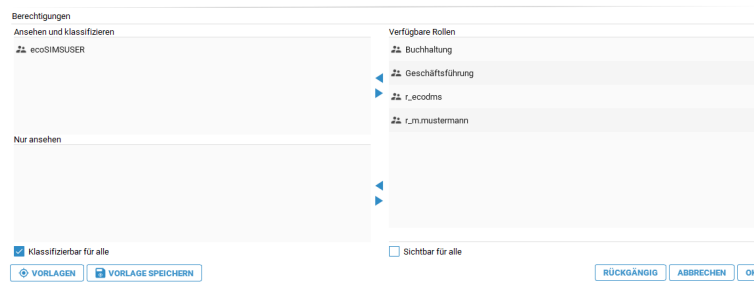 Berechtigungen
Ansehen und klassifizieren
ecoSIMSUSER
Nur ansehen
Klassifizierbar für alle
Verfügbare Rollen
Buchhaltung
Geschäftsführung
r_ecodms
r_m.mustermann
Sichtbar für alle
VORLAGEN
VORLAGE SPEICHERN
RÜCKGÄNGIG
ABBRECHEN
OK